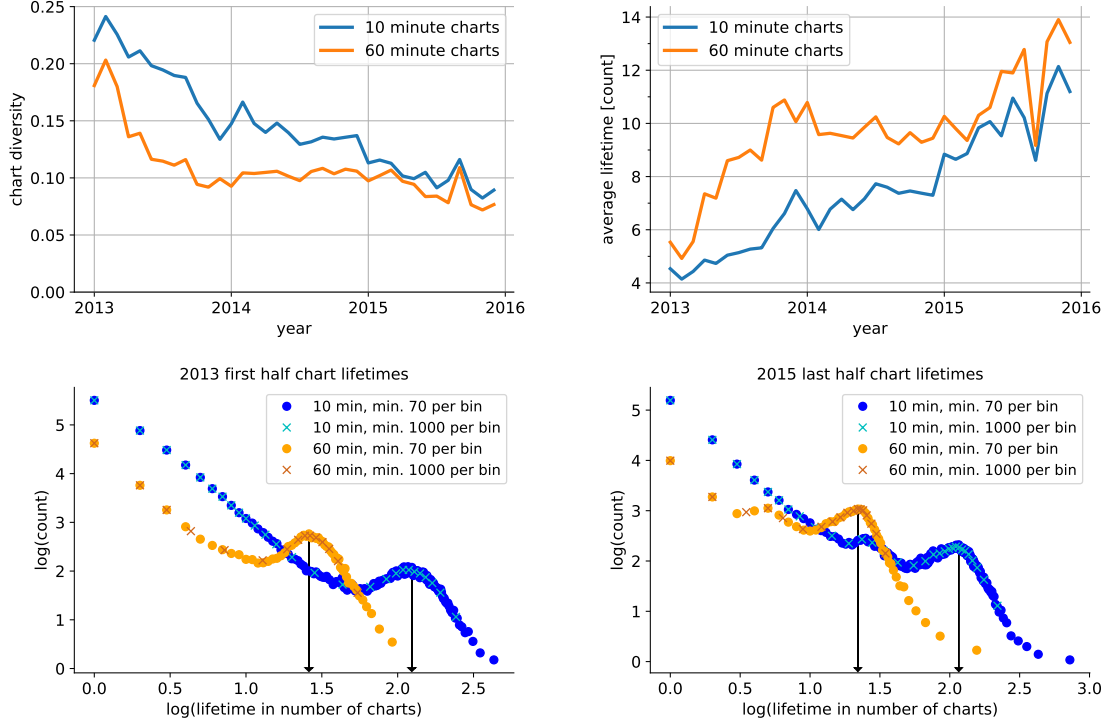 0.25
0.20
0.15
0.10
0.05
0.00
chart diversity
10 minute charts
60 minute charts
2013
2014
2015
2016
year
14
12
10
8
6
4
average lifetime [count]
10 minute charts
60 minute charts
2013
2014
2015
2016
year
2013 first half chart lifetimes
5
4
3
2
1
0
log(count)
10 min, min. 70 per bin
10 min, min. 1000 per bin
60 min, min. 70 per bin
60 min, min. 1000 per bin
0.0
0.5
1.0
1.5
2.0
2.5
log(lifetime in number of charts)
2015 last half chart lifetimes
5
4
3
2
1
0
log(count)
10 min, min. 70 per bin
10 min, min. 1000 per bin
60 min, min. 70 per bin
60 min, min. 1000 per bin
0.0
0.5
1.0
1.5
2.0
2.5
3.0
log(lifetime in number of charts)